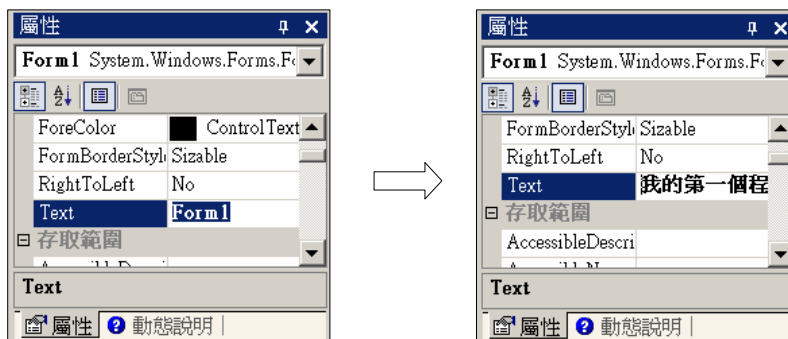 屬性
Form1 System.Windows.Forms.F
ForeColor ControlText
FormBorderStyl Sizable
RightToLeft No
Text Form1
存取範圍
Text
屬性 動態說明
屬性
Form1 System.Windows.Forms.F
FormBorderStyl Sizable
RightToLeft No
Text 我的第一個程
存取範圍
AccessibleDescri
Text
屬性 動態說明